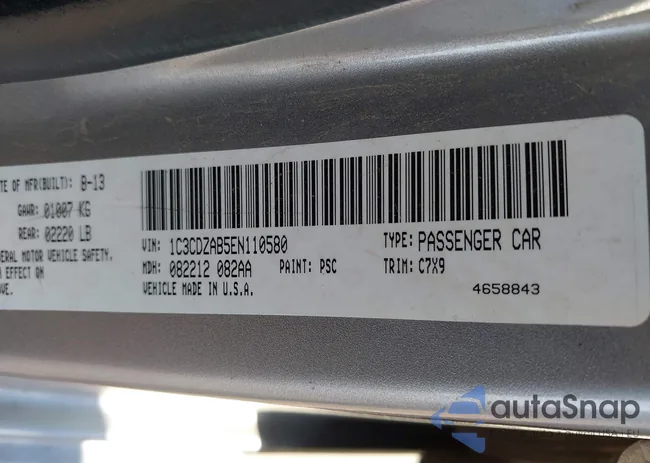 TE OF MFR(BUILT): 8-13
GAWR: 01007 KG
REAR: 02220 LB
ERAL MOTOR VEHICLE SAFETY,
EFFECT ON
VE.
VIN: 1C3CDZAB5EN110580
TYPE: PASSENGER CAR
MDH: 082212 082AA PAINT: PSC TRIM: C7X9
VEHICLE MADE IN U.S.A.
4658843
autoSnap